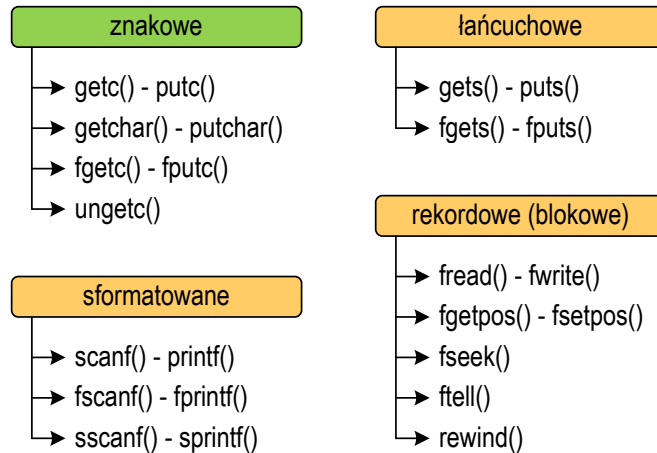 znakowe
getc() - putc()
getchar() - putchar()
fgetc() - fputc()
ungetc()
sformatowane
scanf() - printf()
fscanf() - fprintf()
sscanf() - sprintf()
łańcuchowe
gets() - puts()
fgets() - fputs()
rekordowe (blokowe)
fread() - fwrite()
fgetpos() - fsetpos()
fseek()
ftell()
rewind()